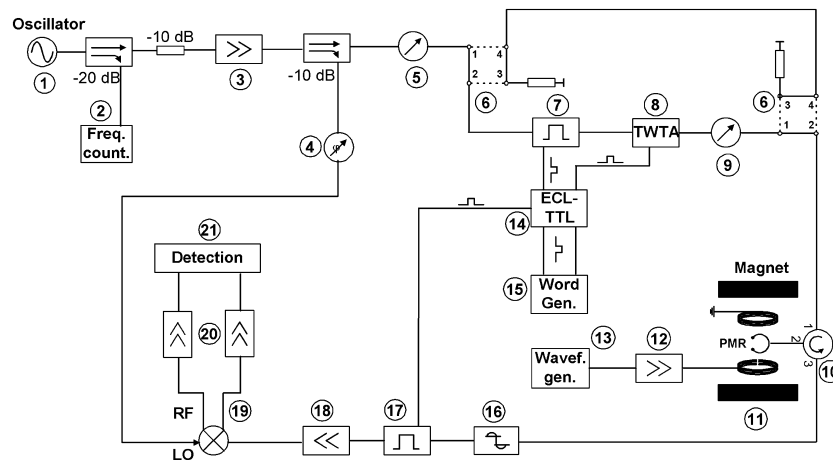 Oscillator
1
-20 dB
2
Freq.
count.
-10 dB
3
-10 dB
4
φ
5
1
4
2
3
6
7
8
TWTA
9
6
3
4
1
2
ECL-
TTL
14
Word
Gen.
15
21
Detection
20
Magnet
PMR
1
2
3
10
11
13
Wavef.
gen.
12
RF
LO
19
18
17
16